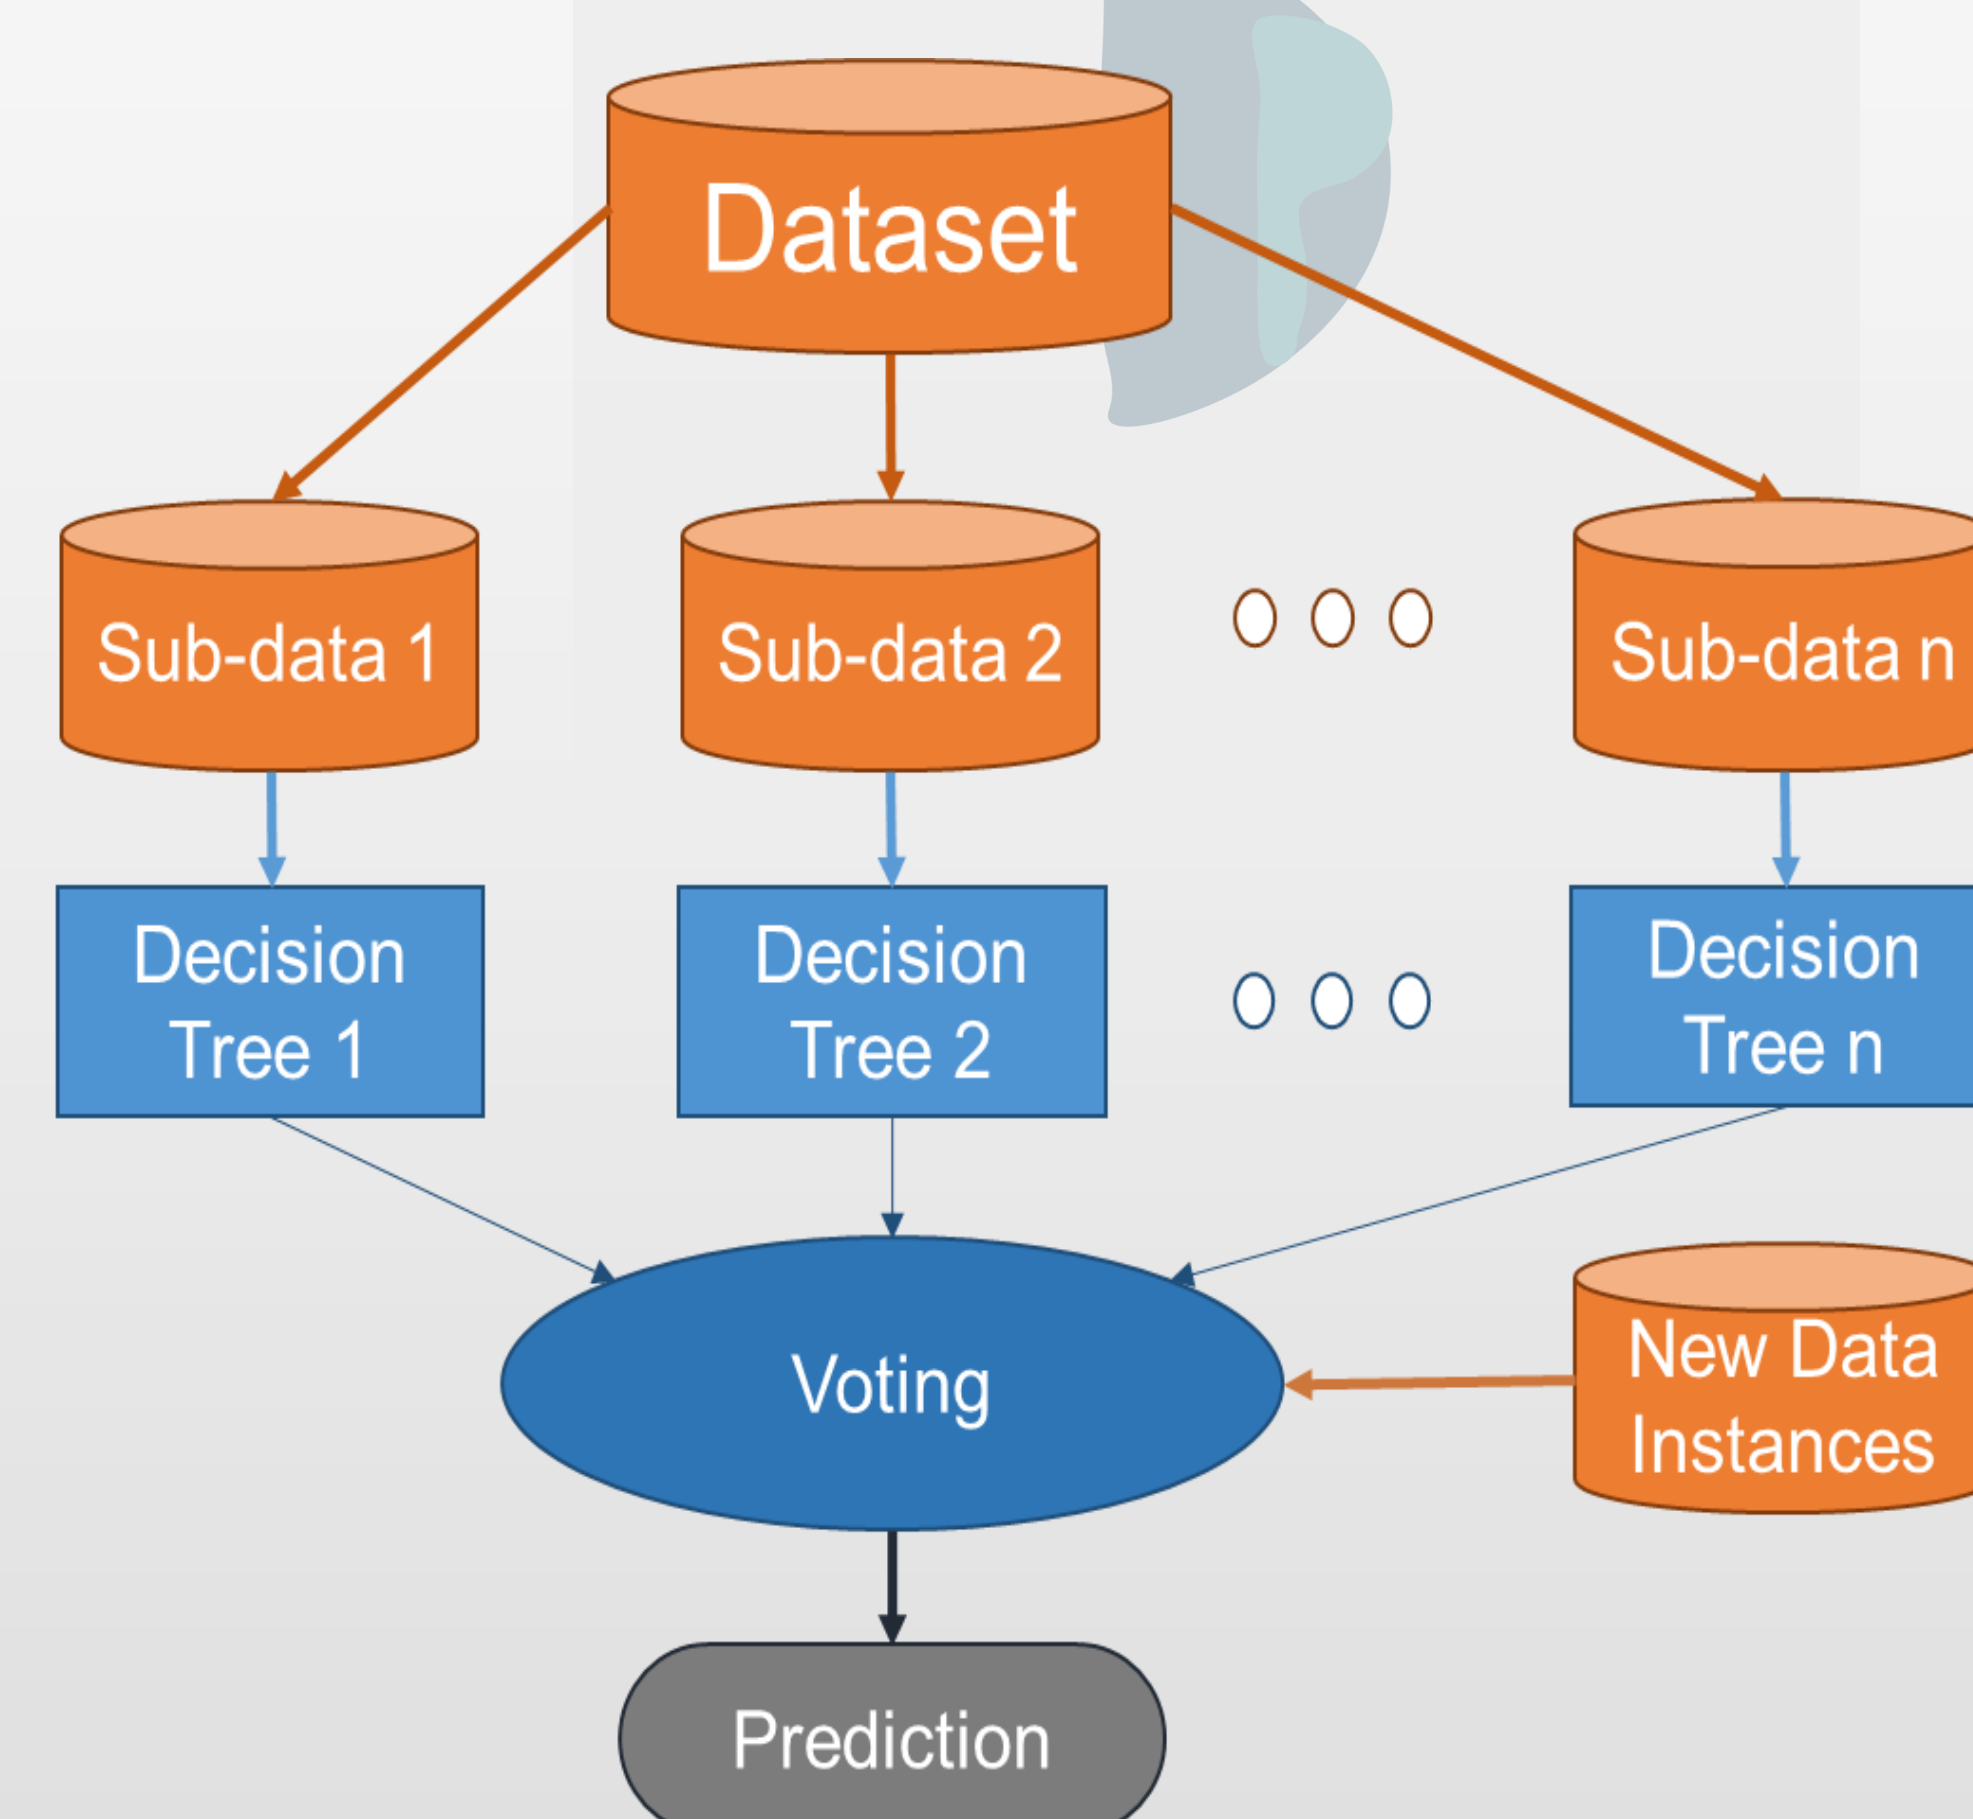 Dataset
Sub-data 1
Sub-data 2
Sub-data n
Decision
Tree 1
Decision
Tree 2
Decision
Tree n
Voting
New Data
Instances
Prediction